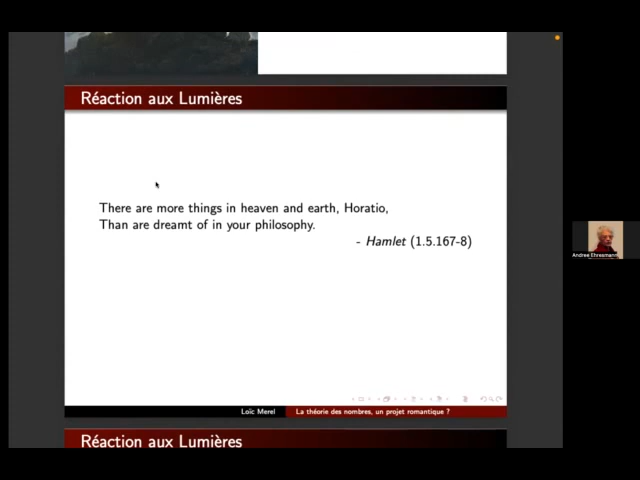 Réaction aux Lumières
There are more things in heaven and earth, Horatio,
Than are dreamt of in your philosophy.
- Hamlet (1.5.167-8)
Andree Ehresmann
Loïc Merel
La théorie des nombres, un projet romantique ?
Réaction aux Lumières